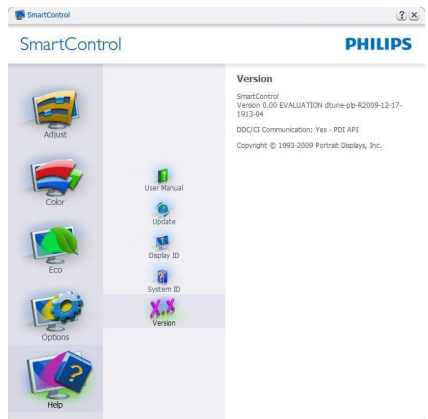 SmartControl
SmartControl
PHILIPS
Adjust
Color
Eco
Options
Help
User Manual
Update
Display ID
System ID
X.X
Version
Version
SmartControl
Version 0.00 EVALUATION dtune-plp-R2009-12-17-
1913-04
DDC/CI Communication: Yes - PDI API
Copyright © 1993-2009 Portrait Displays, Inc.